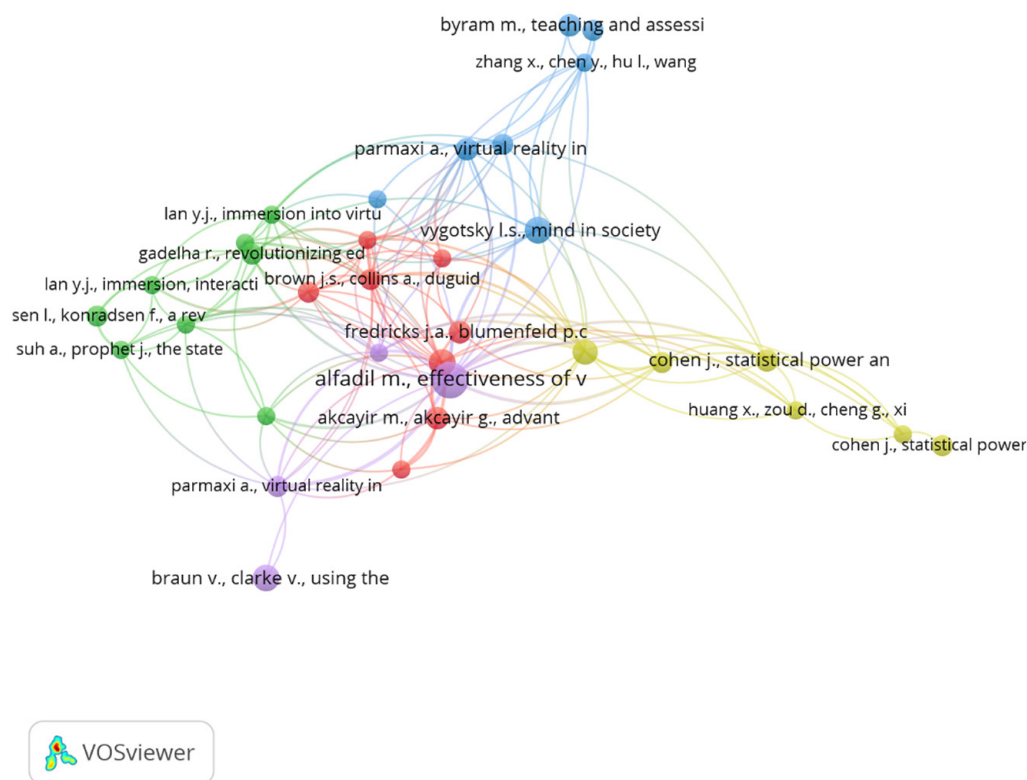 byram m., teaching and assessi
zhang x., chen y., hu l., wang
parmaxi a., virtual reality in
lan y.j., immersion into virtu
vygotsky l.s., mind in society
gadelha r., revolutionizing ed
brown j.s., collins a., duguid
lan y.j., immersion, interacti
sen l., konradsen f., a rev
fredricks j.a., blumenfeld p.c
suh a., prophet j., the state
cohen j., statistical power an
alfadil m., effectiveness of v
huang x., zou d., cheng g., xi
akcayir m., akcayir g., advant
cohen j., statistical power
parmaxi a., virtual reality in
braun v., clarke v., using the
VOSviewer